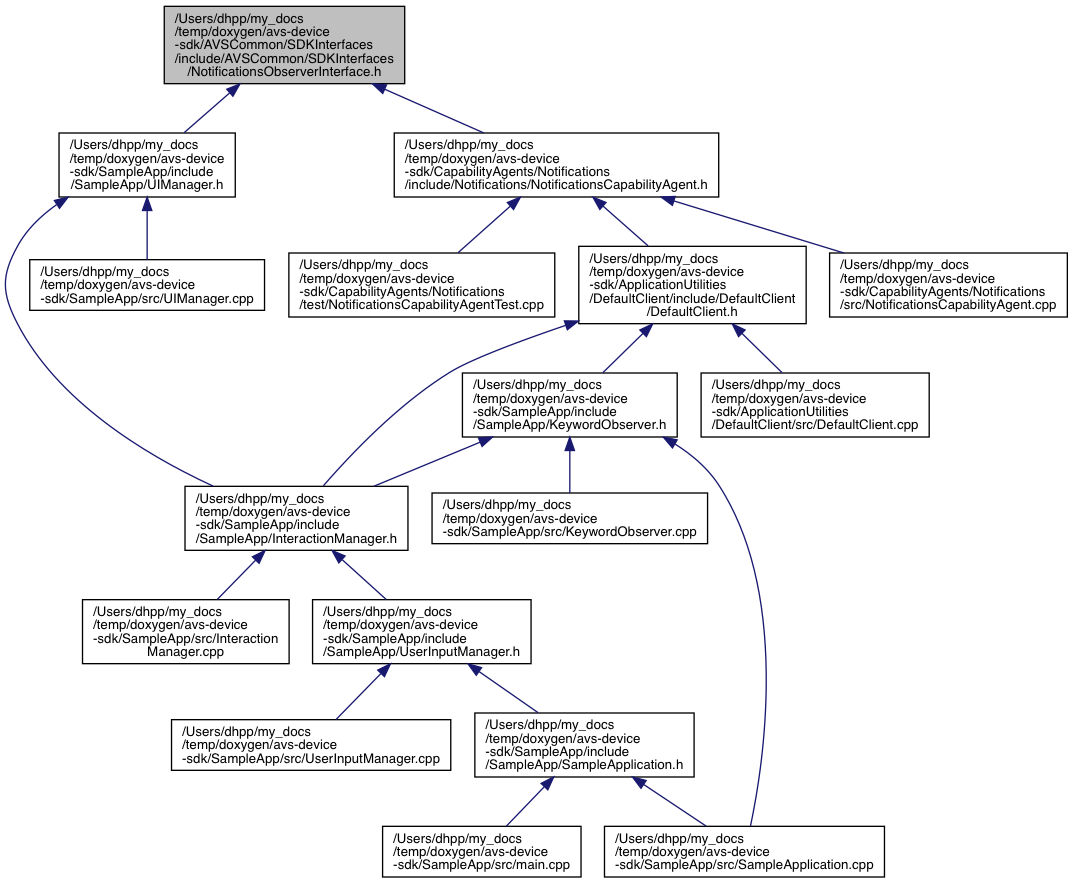 /Users/dhpp/my_docs
/temp/doxygen/avs-device
-sdk/AVSCommon/SDKInterfaces
/include/AVSCommon/SDKInterfaces
/NotificationsObserverInterface.h
/Users/dhpp/my_docs
/temp/doxygen/avs-device
-sdk/SampleApp/include
/SampleApp/UIManager.h
/Users/dhpp/my_docs
/temp/doxygen/avs-device
-sdk/CapabilityAgents/Notifications
/include/Notifications/NotificationsCapabilityAgent.h
/Users/dhpp/my_docs
/temp/doxygen/avs-device
-sdk/SampleApp/src/UIManager.cpp
/Users/dhpp/my_docs
/temp/doxygen/avs-device
-sdk/CapabilityAgents/Notifications
/test/NotificationsCapabilityAgentTest.cpp
/Users/dhpp/my_docs
/temp/doxygen/avs-device
-sdk/ApplicationUtilities
/DefaultClient/include/DefaultClient
/DefaultClient.h
/Users/dhpp/my_docs
/temp/doxygen/avs-device
-sdk/CapabilityAgents/Notifications
/src/NotificationsCapabilityAgent.cpp
/Users/dhpp/my_docs
/temp/doxygen/avs-device
-sdk/SampleApp/include
/SampleApp/KeywordObserver.h
/Users/dhpp/my_docs
/temp/doxygen/avs-device
-sdk/ApplicationUtilities
/DefaultClient/src/DefaultClient.cpp
/Users/dhpp/my_docs
/temp/doxygen/avs-device
-sdk/SampleApp/include
/SampleApp/InteractionManager.h
/Users/dhpp/my_docs
/temp/doxygen/avs-device
-sdk/SampleApp/src/KeywordObserver.cpp
/Users/dhpp/my_docs
/temp/doxygen/avs-device
-sdk/SampleApp/src/Interaction
Manager.cpp
/Users/dhpp/my_docs
/temp/doxygen/avs-device
-sdk/SampleApp/include
/SampleApp/UserInputManager.h
/Users/dhpp/my_docs
/temp/doxygen/avs-device
-sdk/SampleApp/src/UserInputManager.cpp
/Users/dhpp/my_docs
/temp/doxygen/avs-device
-sdk/SampleApp/include
/SampleApp/SampleApplication.h
/Users/dhpp/my_docs
/temp/doxygen/avs-device
-sdk/SampleApp/src/main.cpp
/Users/dhpp/my_docs
/temp/doxygen/avs-device
-sdk/SampleApp/src/SampleApplication.cpp